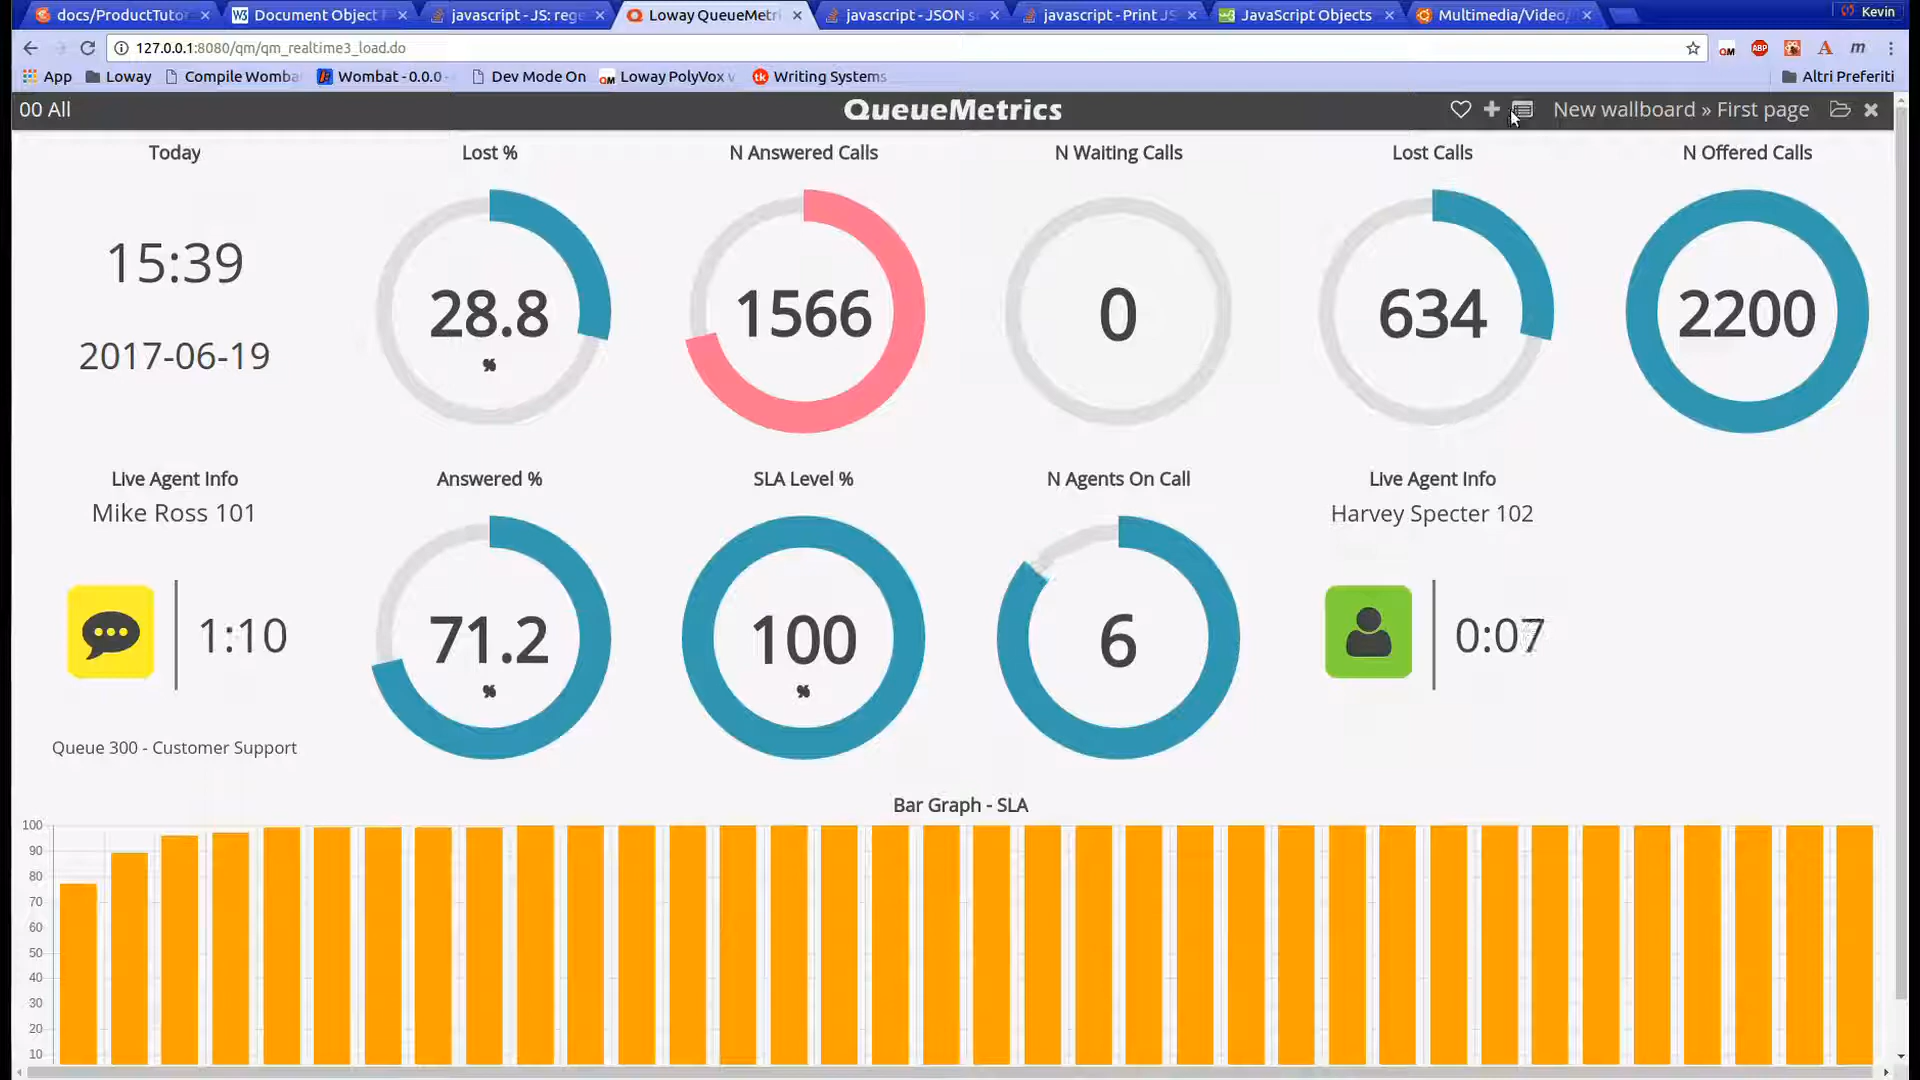 docs/ProductTuto
Document Object
javascript - JS: rege
Loway QueueMetri
javascript - JSON s
javascript - Print JS
JavaScript Objects
Multimedia/Video/
Kevin
127.0.0.1:8080/qm/qm_realtime3_load.do
App
Loway
Compile Womba
Wombat - 0.0.0 -
Dev Mode On
Loway PolyVox v
Writing Systems
Altri Preferiti
00 All
QueueMetrics
New wallboard » First page
Today
Lost %
N Answered Calls
N Waiting Calls
Lost Calls
N Offered Calls
15:39
2017-06-19
28.8
%
1566
0
634
2200
Live Agent Info
Mike Ross 101
Answered %
SLA Level %
N Agents On Call
Live Agent Info
Harvey Specter 102
1:10
71.2
%
100
%
6
0:07
Queue 300 - Customer Support
Bar Graph - SLA
100
90
80
70
60
50
40
30
20
10